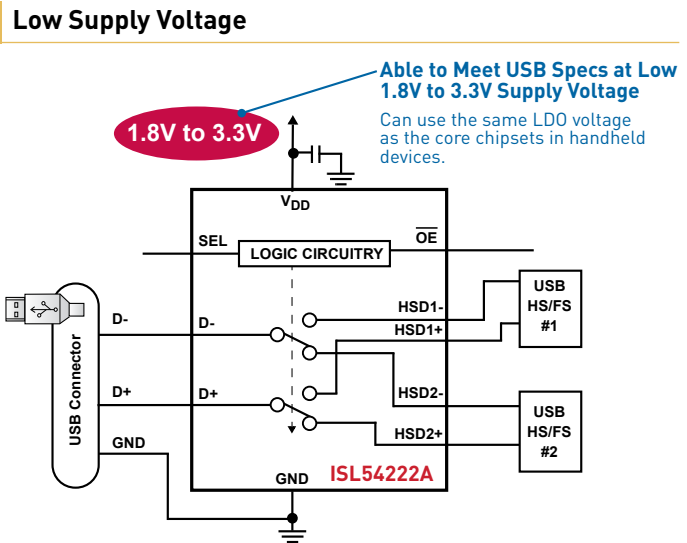 Low Supply Voltage
Able to Meet USB Specs at Low
1.8V to 3.3V Supply Voltage
Can use the same LDO voltage
as the core chipsets in handheld
devices.
1.8V to 3.3V
VDD
SEL
LOGIC CIRCUITRY
OE
USB
HS/FS
#1
HSD1-
HSD1+
D-
D-
USB Connector
D+
D+
HSD2-
HSD2+
USB
HS/FS
#2
GND
GND
ISL54222A